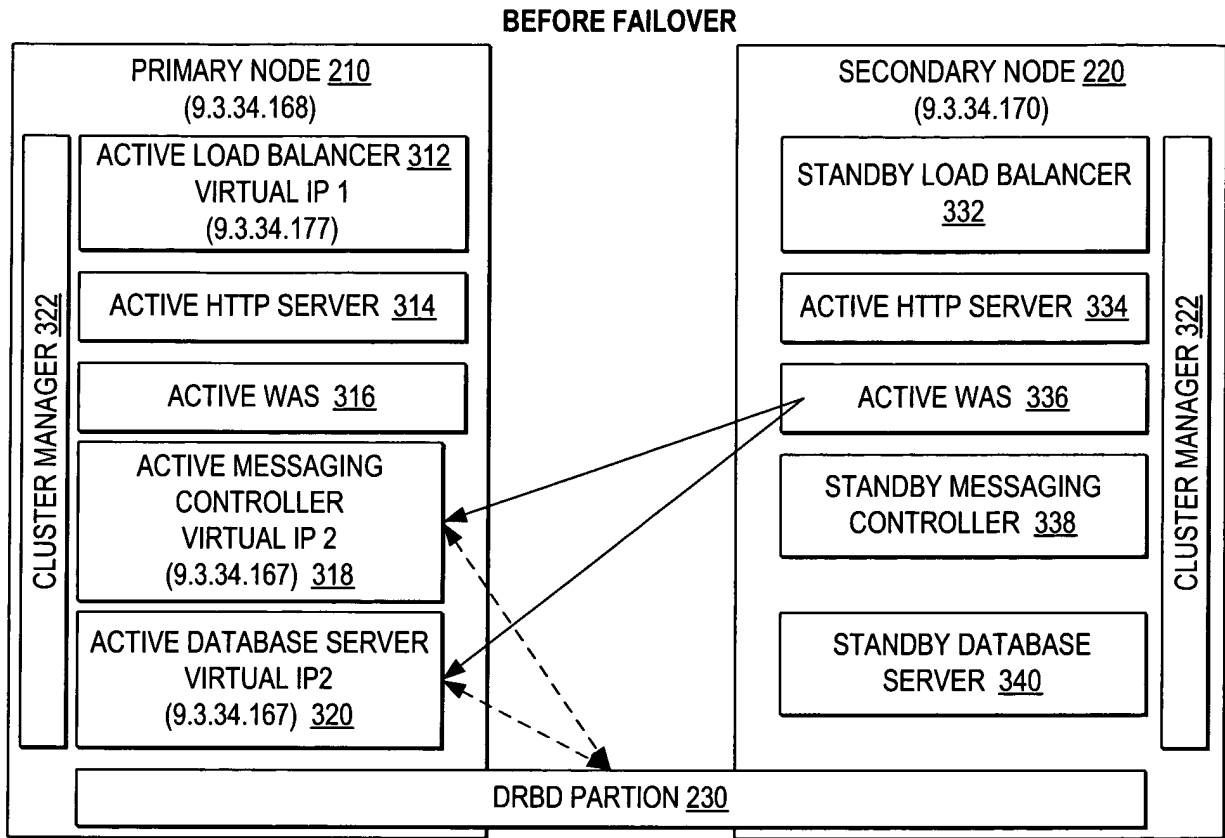 BEFORE FAILOVER
PRIMARY NODE 210
(9.3.34.168)
CLUSTER MANAGER 322
ACTIVE LOAD BALANCER 312
VIRTUAL IP 1
(9.3.34.177)
ACTIVE HTTP SERVER 314
ACTIVE WAS 316
ACTIVE MESSAGING
CONTROLLER
VIRTUAL IP 2
(9.3.34.167) 318
ACTIVE DATABASE SERVER
VIRTUAL IP2
(9.3.34.167) 320
SECONDARY NODE 220
(9.3.34.170)
STANDBY LOAD BALANCER
332
ACTIVE HTTP SERVER 334
ACTIVE WAS 336
STANDBY MESSAGING
CONTROLLER 338
STANDBY DATABASE
SERVER 340
CLUSTER MANAGER 322
DRBD PARTION 230